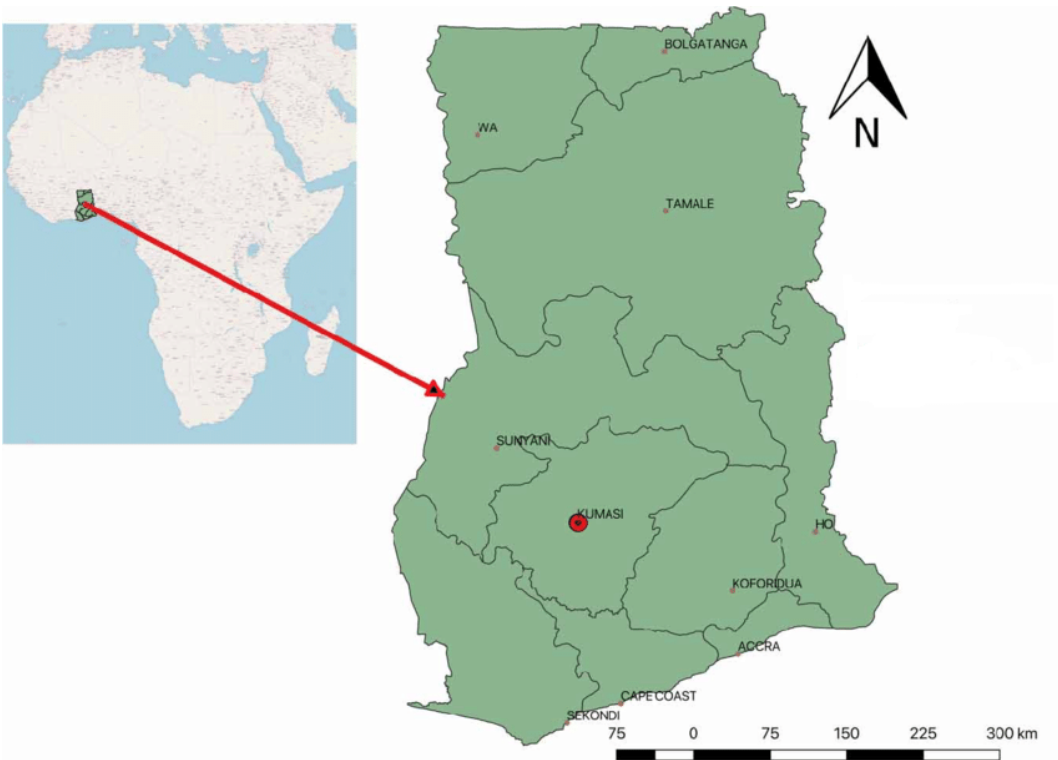 BOLGATANGA
WA
N
TAMALE
SUNYANI
KUMASI
HO
KOFORIDUA
ACCRA
CAPE COAST
SEKONDI
75 0 75 150 225 300 km